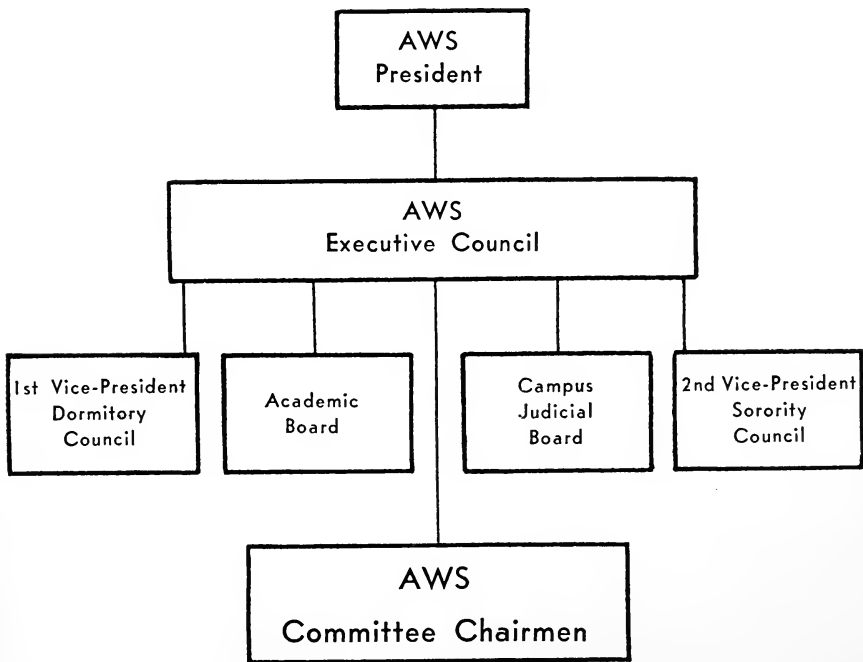 AWS
President
AWS
Executive Council
1st Vice-President
Dormitory
Council
Academic
Board
Campus
Judicial
Board
2nd Vice-President
Sorority
Council
AWS
Committee Chairmen